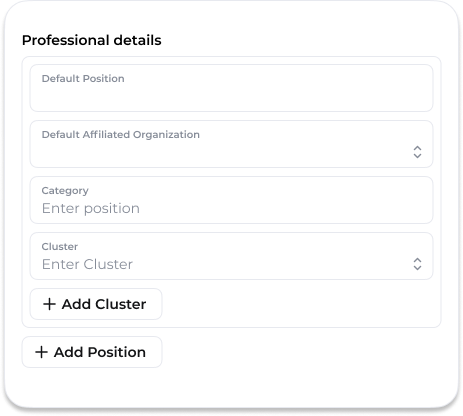 Professional details
Default Position
Default Affiliated Organization
Category
Enter position
Cluster
Enter Cluster
+ Add Cluster
+ Add Position